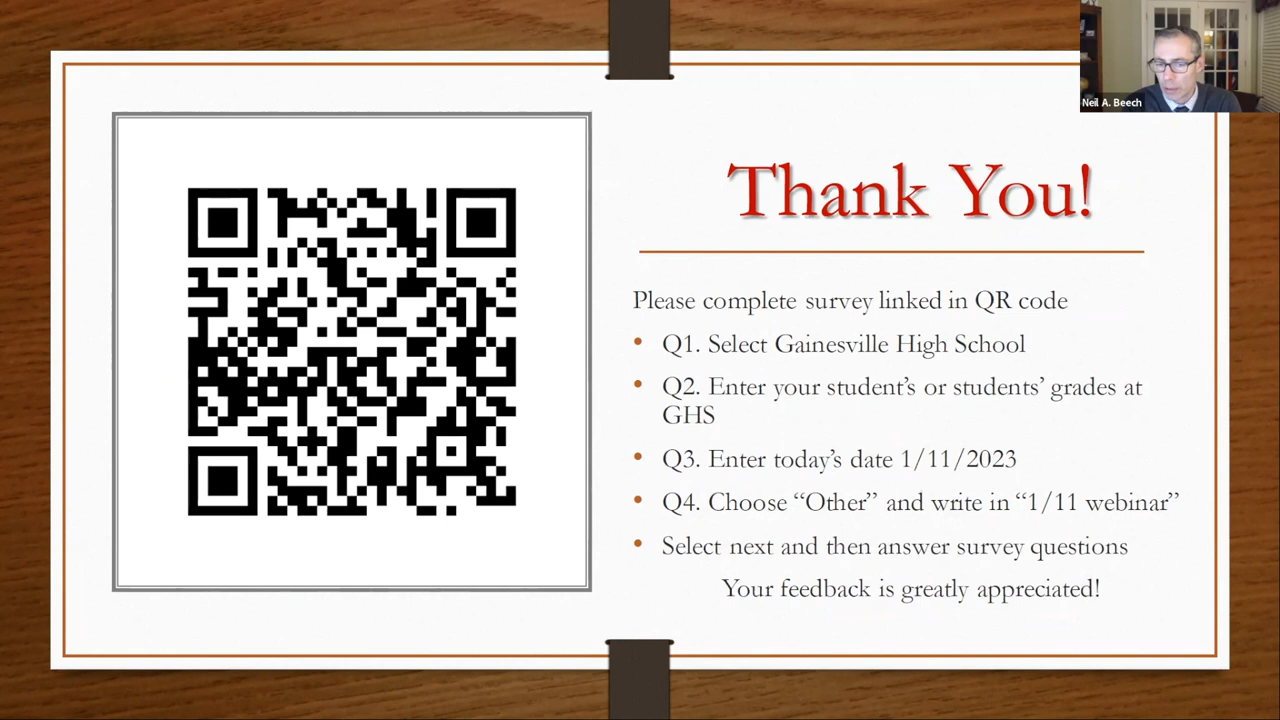 Neil A. Beech
Thank You!
Please complete survey linked in QR code
• Q1. Select Gainesville High School
• Q2. Enter your student’s or students’ grades at
GHS
• Q3. Enter today’s date 1/11/2023
• Q4. Choose “Other” and write in “1/11 webinar”
• Select next and then answer survey questions
Your feedback is greatly appreciated!